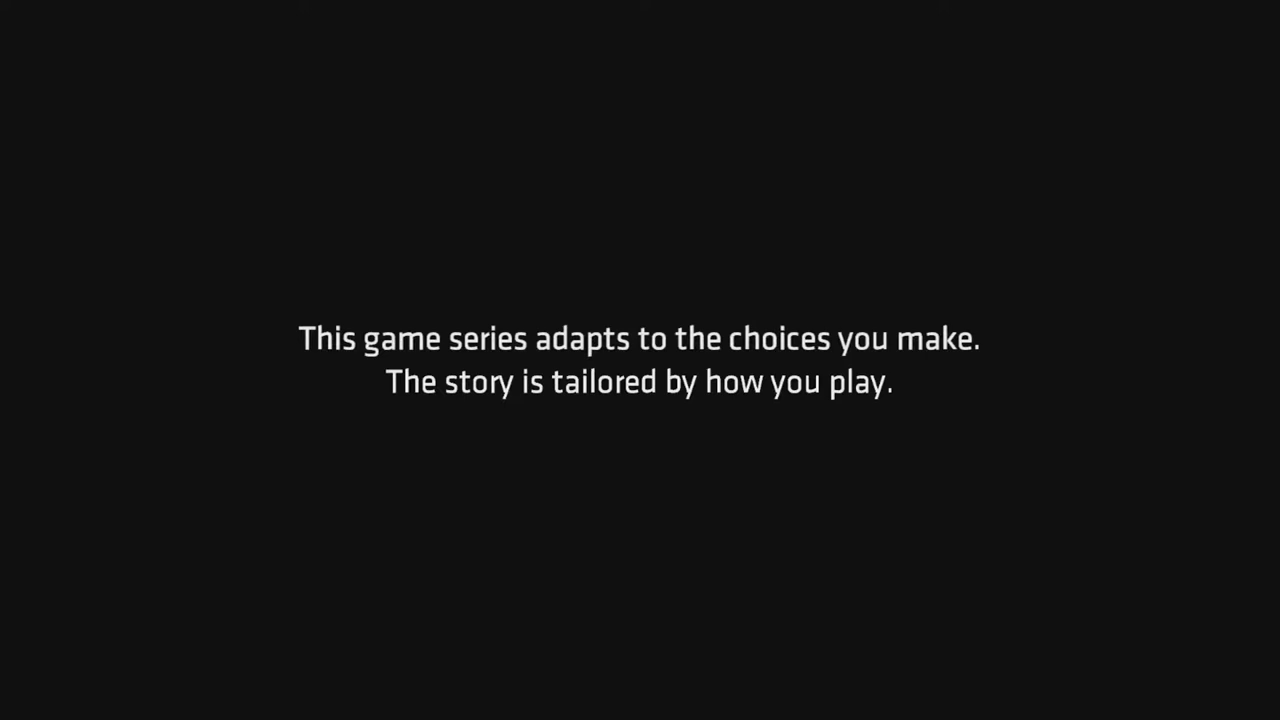 This game series adapts to the choices you make.
The story is tailored by how you play.